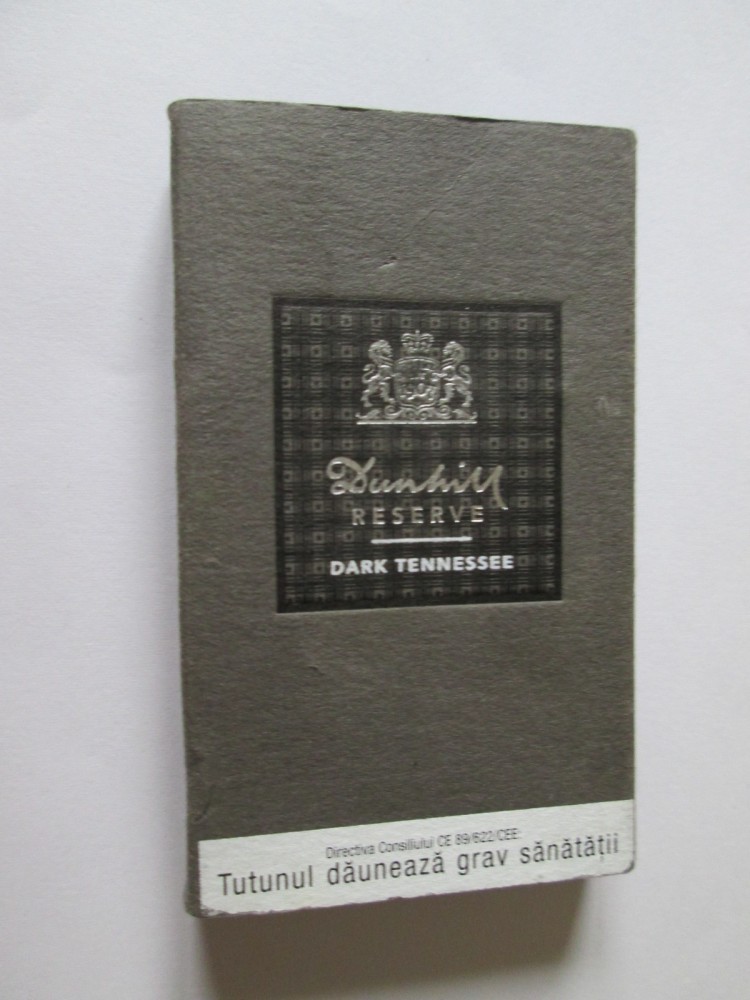 Dunhill
RESERVE
DARK TENNESSEE
Directiva Consiliului CE 89/622/CEE:
Tutunul dăunează grav sănătății